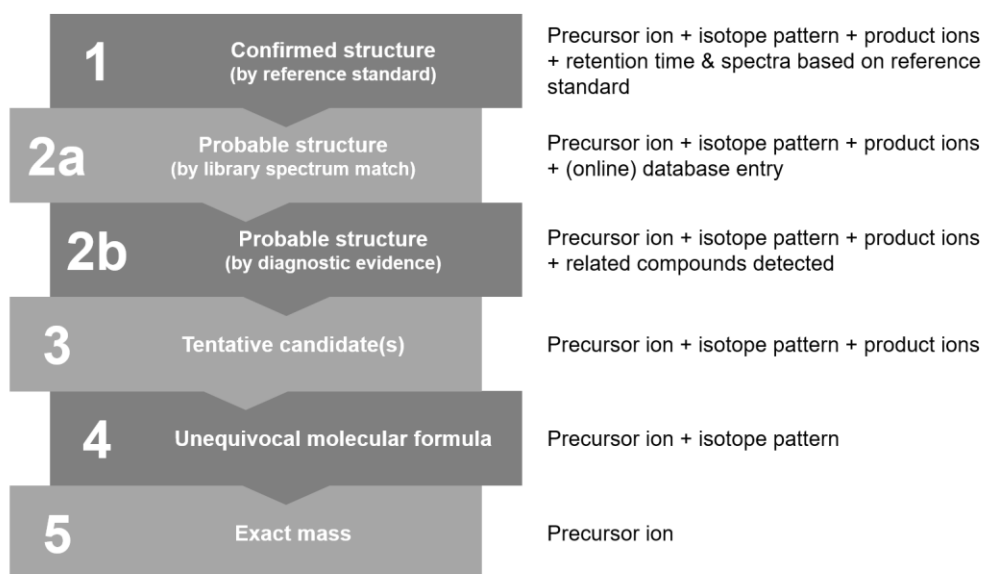 1
Confirmed structure
(by reference standard)
Precursor ion + isotope pattern + product ions
+ retention time & spectra based on reference
standard
2a
Probable structure
(by library spectrum match)
Precursor ion + isotope pattern + product ions
+ (online) database entry
2b
Probable structure
(by diagnostic evidence)
Precursor ion + isotope pattern + product ions
+ related compounds detected
3
Tentative candidate(s)
Precursor ion + isotope pattern + product ions
4
Unequivocal molecular formula
Precursor ion + isotope pattern
5
Exact mass
Precursor ion